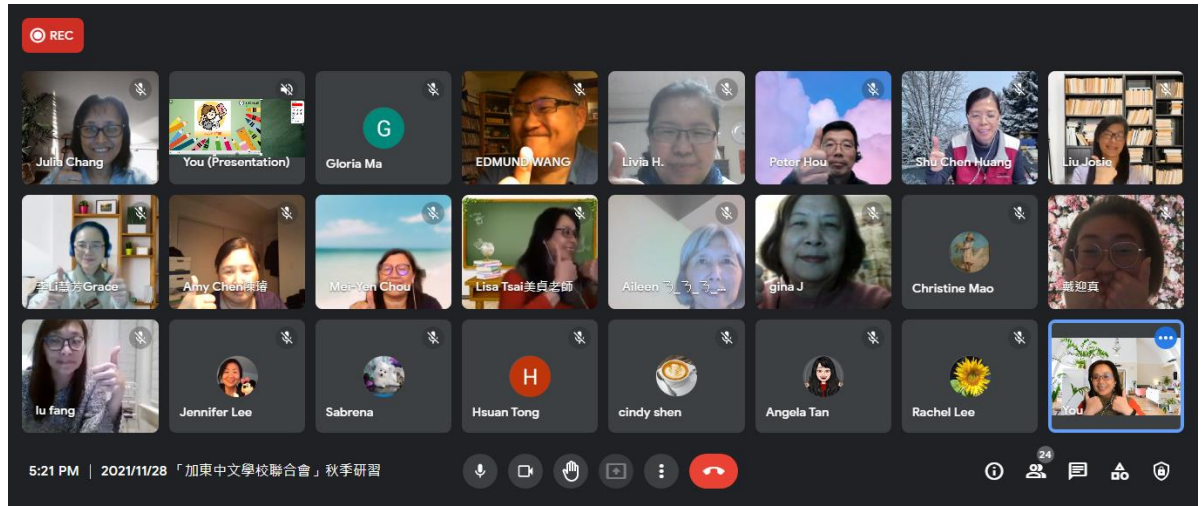 REC
Julia Chang
You (Presentation)
G
Gloria Ma
EDMUND WANG
Livia H.
Peter Hou
Shu Chen Huang
Liu Josie
Grace
Amy Chen陳
Mei-Yen Chou
Lisa Tsai美貞老師
Aileen
gina J
Christine Mao
戴迎真
lu fang
Jennifer Lee
Sabrena
H
Hsuan Tong
cindy shen
Angela Tan
Rachel Lee
You
5:21 PM | 2021/11/28 「加東中文學校聯合會」秋季研習
24